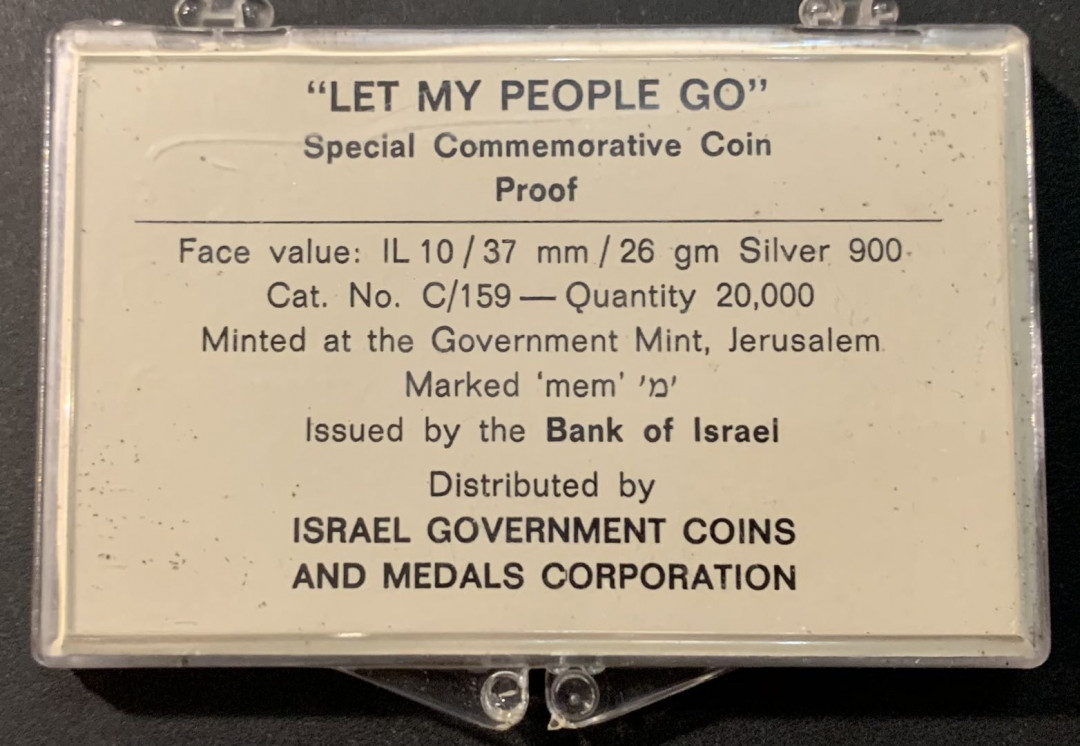 “LET MY PEOPLE GO”
Special Commemorative Coin
Proof
Face value: IL 10 / 37 mm / 26 gm Silver 900
Cat. No. C/159 — Quantity 20,000
Minted at the Government Mint, Jerusalem
Marked ‘mem’ 'מ'
Issued by the Bank of Israel
Distributed by
ISRAEL GOVERNMENT COINS
AND MEDALS CORPORATION